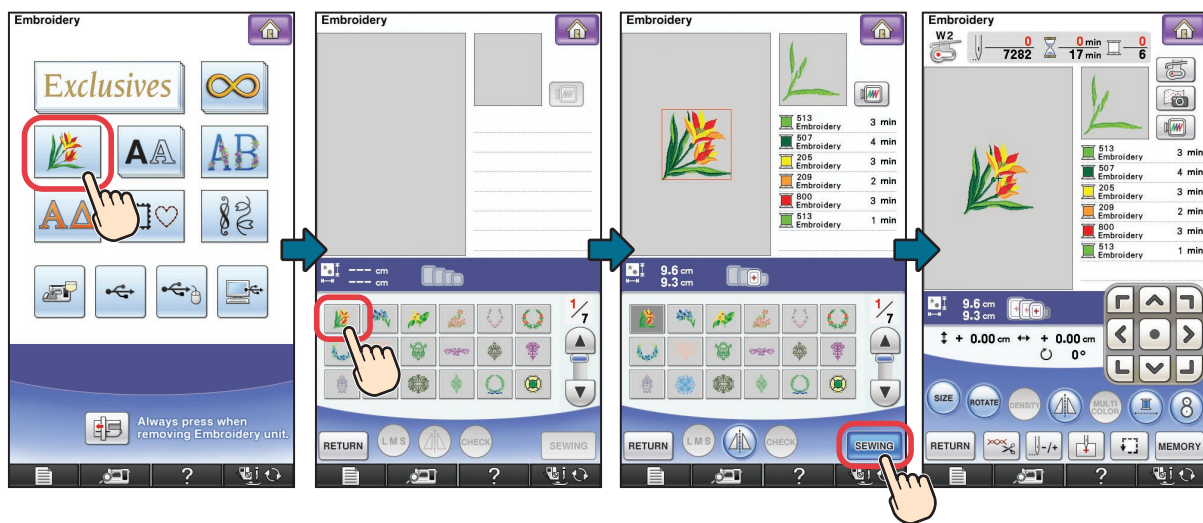 Embroidery
Exclusives
AA
AB
AΔ
Always press when
removing Embroidery unit.
?
i
Embroidery
--- cm
--- cm
1/7
RETURN
L M S
CHECK
SEWING
?
i
Embroidery
513
Embroidery 3 min
507
Embroidery 4 min
205
Embroidery 3 min
209
Embroidery 2 min
800
Embroidery 3 min
513
Embroidery 1 min
9.6 cm
9.3 cm
1/7
RETURN
L M S
CHECK
SEWING
?
i
Embroidery
W2
0 0 min 0
7282 17 min 6
513
Embroidery 3 min
507
Embroidery 4 min
205
Embroidery 3 min
209
Embroidery 2 min
800
Embroidery 3 min
513
Embroidery 1 min
9.6 cm
9.3 cm
+ 0.00 cm + 0.00 cm
0°
SIZE
ROTATE
DENSITY
MULTI
COLOR
8
RETURN
-/+
MEMORY
?
i